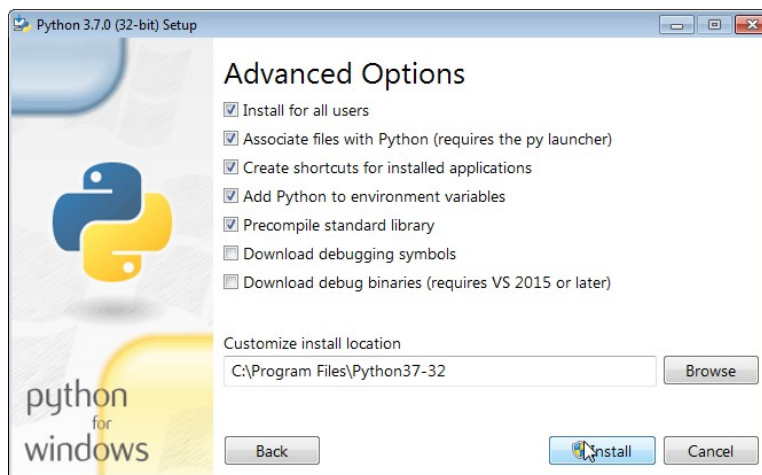 Python 3.7.0 (32-bit) Setup
Advanced Options
Install for all users
Associate files with Python (requires the py launcher)
Create shortcuts for installed applications
Add Python to environment variables
Precompile standard library
Download debugging symbols
Download debug binaries (requires VS 2015 or later)
Customize install location
C:\Program Files\Python37-32
Browse
python
for
windows
Back
Install
Cancel